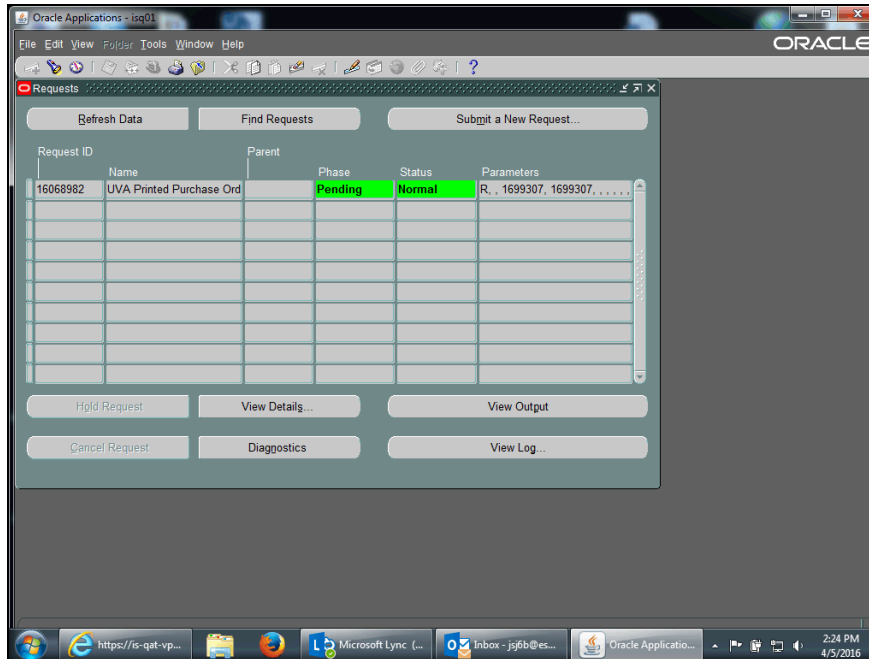 Oracle Applications - isq01
File Edit View Folder Tools Window Help
ORACLE
Requests
Refresh Data Find Requests Submit a New Request...
Request ID Parent
Name Phase Status Parameters
16068982 UVA Printed Purchase Ord Pending Normal R, , 1699307, 1699307, , , , , ,
Hold Request View Details... View Output
Cancel Request Diagnostics View Log...
https://is-qat-vp... Microsoft Lync (... Inbox - jsj6b@es... Oracle Applicatio... 2:24 PM
4/5/2016